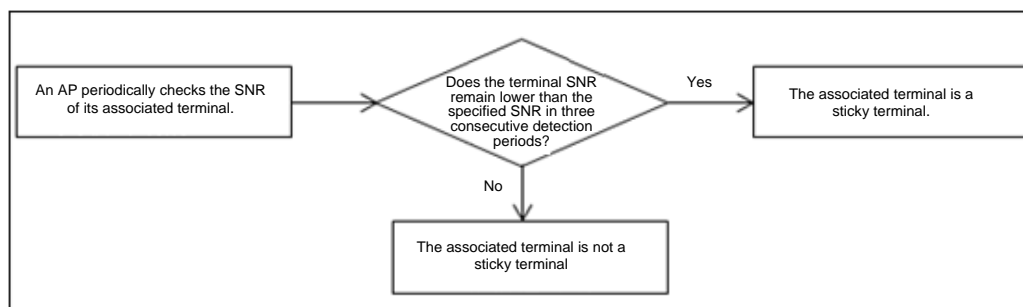 An AP periodically checks the SNR
of its associated terminal.
Does the terminal SNR
remain lower than the
specified SNR in three
consecutive detection
periods?
Yes
The associated terminal is a
sticky terminal.
No
The associated terminal is not a
sticky terminal